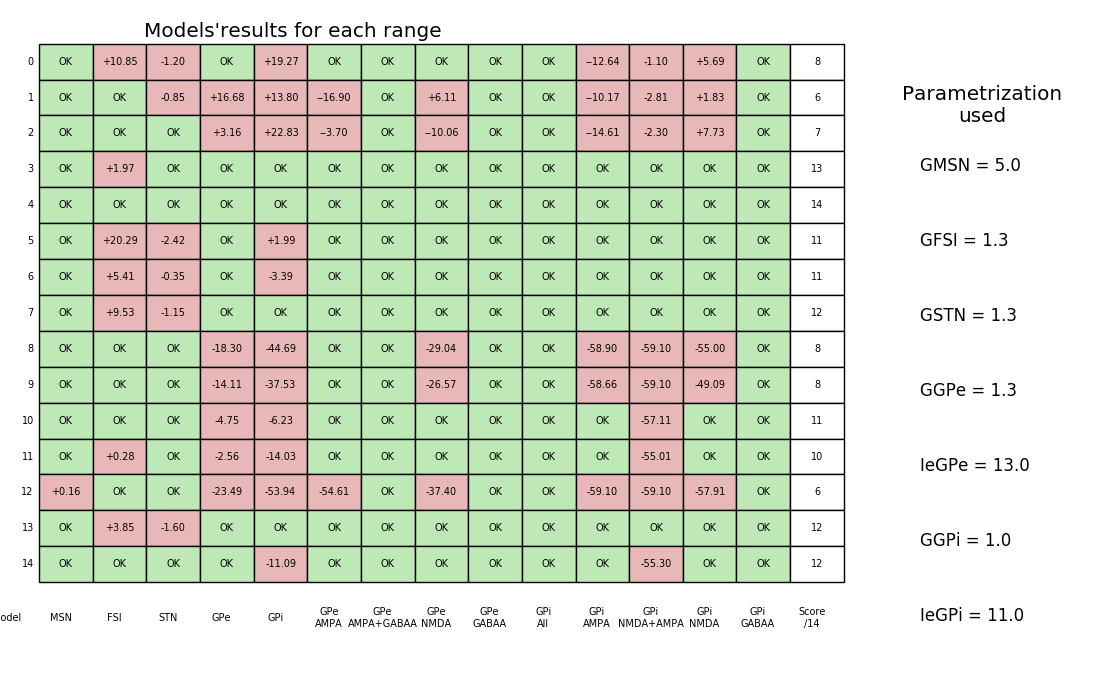 Models'results for each range
0 OK +10.85 -1.20 OK +19.27 OK OK OK OK OK --12.64 -1.10 +5.69 OK 8
1 OK OK -0.85 +16.68 +13.80 --16.90 OK +6.11 OK OK --10.17 -2.81 +1.83 OK 6
2 OK OK OK +3.16 +22.83 --3.70 OK --10.06 OK OK --14.61 -2.30 +7.73 OK 7
3 OK +1.97 OK OK OK OK OK OK OK OK OK OK OK OK 13
4 OK OK OK OK OK OK OK OK OK OK OK OK OK OK 14
5 OK +20.29 -2.42 OK +1.99 OK OK OK OK OK OK OK OK OK 11
6 OK +5.41 -0.35 OK -3.39 OK OK OK OK OK OK OK OK OK 11
7 OK +9.53 -1.15 OK OK OK OK OK OK OK OK OK OK OK 12
8 OK OK OK -18.30 -44.69 OK OK -29.04 OK OK -58.90 -59.10 -55.00 OK 8
9 OK OK OK -14.11 -37.53 OK OK -26.57 OK OK -58.66 -59.10 -49.09 OK 8
10 OK OK OK -4.75 -6.23 OK OK OK OK OK OK -57.11 OK OK 11
11 OK +0.28 OK -2.56 -14.03 OK OK OK OK OK OK -55.01 OK OK 10
12 +0.16 OK OK -23.49 -53.94 -54.61 OK -37.40 OK OK -59.10 -59.10 -57.91 OK 6
13 OK +3.85 -1.60 OK OK OK OK OK OK OK OK OK OK OK 12
14 OK OK OK OK -11.09 OK OK OK OK OK OK -55.30 OK OK 12
odel MSN FSI STN GPe GPi GPe AMPA GPe AMPA+GABAA GPe NMDA GPe GABAA GPi All GPi AMPA GPi NMDA+AMPA GPi NMDA GPi GABAA Score /14
Parametrization
used
GMSN = 5.0
GFSI = 1.3
GSTN = 1.3
GGPe = 1.3
IeGPe = 13.0
GGPi = 1.0
IeGPi = 11.0